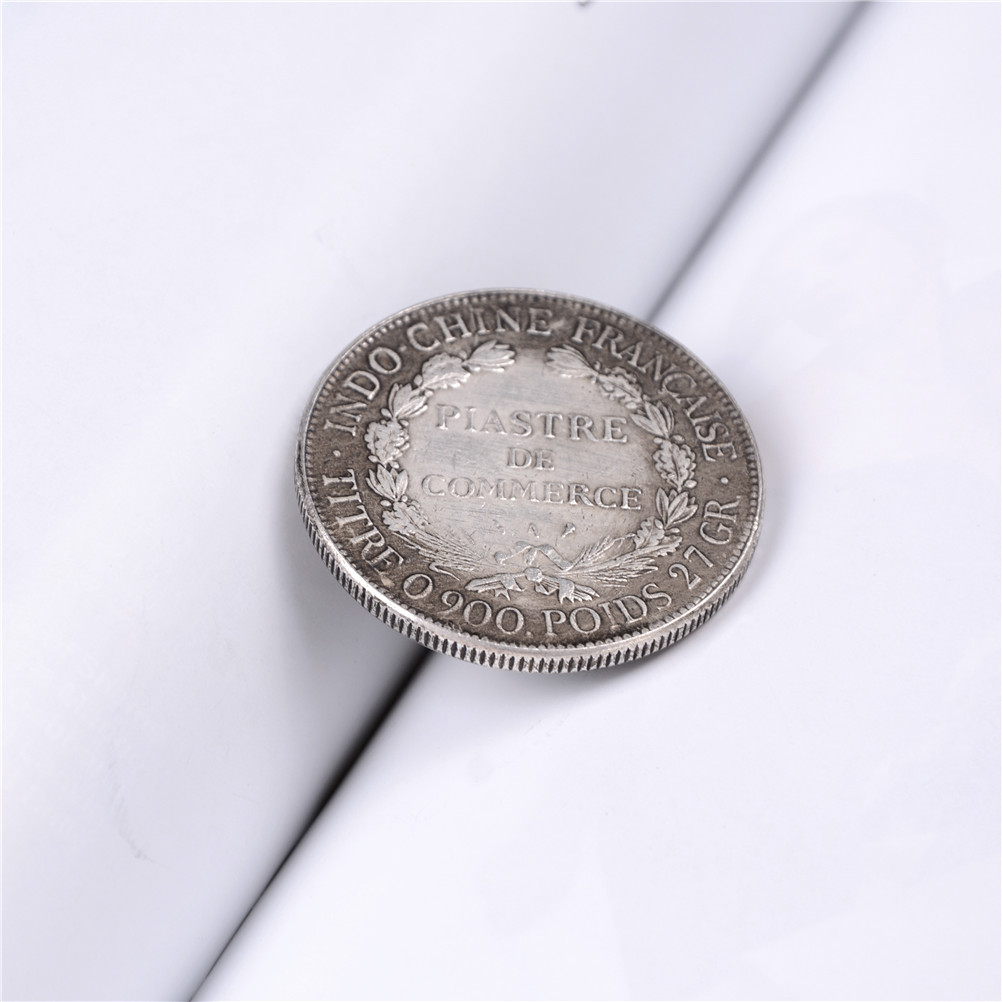 · INDO CHINE FRANÇAISE ·
PIASTRE
DE
COMMERCE
TITRE 0,900. POIDS 27 GR.